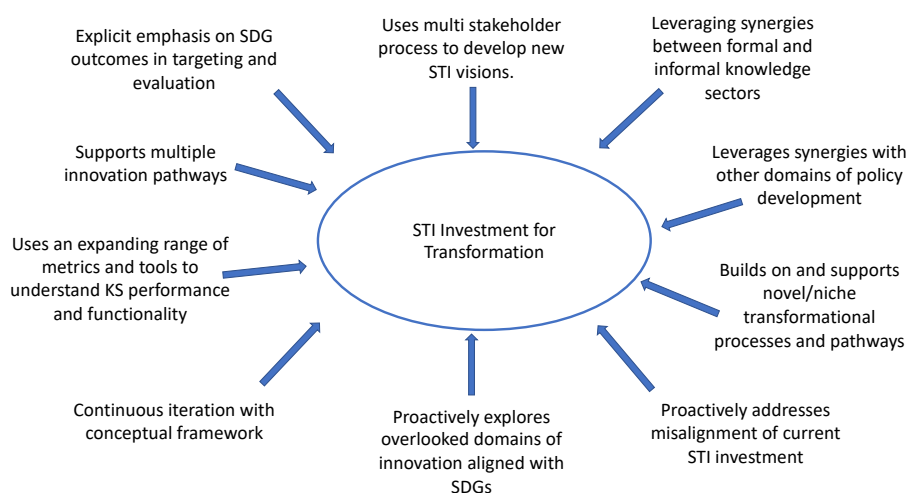 Explicit emphasis on SDG
outcomes in targeting and
evaluation
Uses multi stakeholder
process to develop new
STI visions.
Leveraging synergies
between formal and
informal knowledge
sectors
Supports multiple
innovation pathways
Leverages synergies with
other domains of policy
development
STI Investment for
Transformation
Uses an expanding range of
metrics and tools to
understand KS performance
and functionality
Builds on and supports
novel/niche
transformational
processes and pathways
Continuous iteration with
conceptual framework
Proactively explores
overlooked domains of
innovation aligned with
SDGs
Proactively addresses
misalignment of current
STI investment